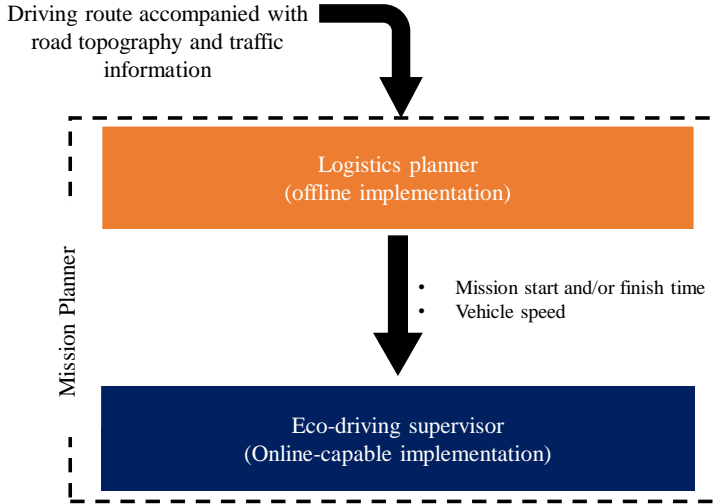 Driving route accompanied with
road topography and traffic
information
Logistics planner
(offline implementation)
• Mission start and/or finish time
• Vehicle speed
Mission Planner
Eco-driving supervisor
(Online-capable implementation)